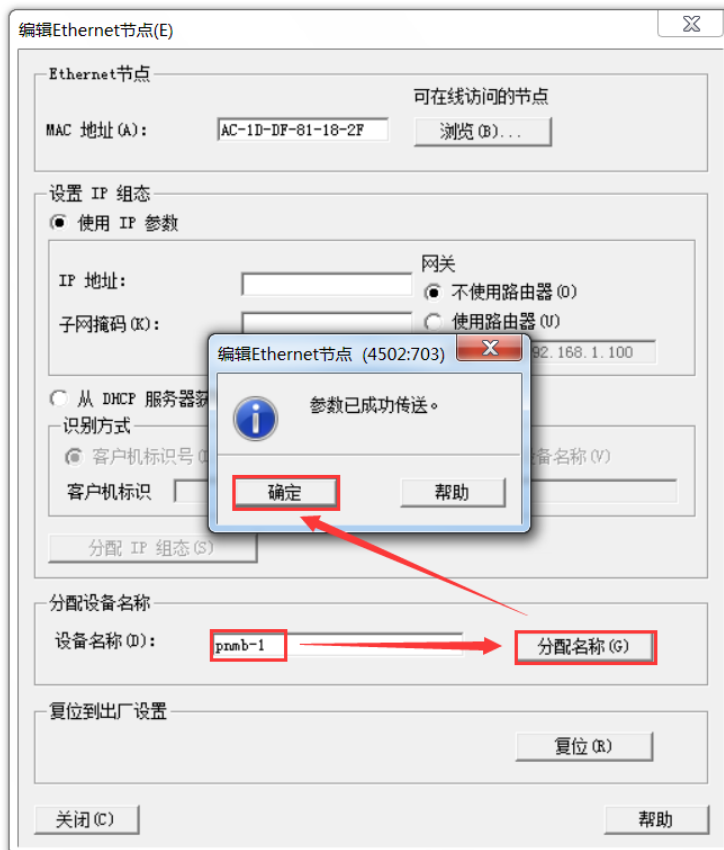 编辑Ethernet节点(E)
Ethernet节点
可在线访问的节点
MAC 地址(A):
AC-1D-DF-81-18-2F
浏览(B)...
设置 IP 组态
使用 IP 参数
IP 地址:
网关
不使用路由器(O)
子网掩码(K):
使用路由器(U)
92.168.1.100
编辑Ethernet节点 (4502:703)
参数已成功传送。
确定
帮助
从 DHCP 服务器获
识别方式
客户机标识号
设备名称(V)
客户机标识
分配 IP 组态(S)
分配设备名称
设备名称(D):
pnmb-1
分配名称(G)
复位到出厂设置
复位(R)
关闭(C)
帮助